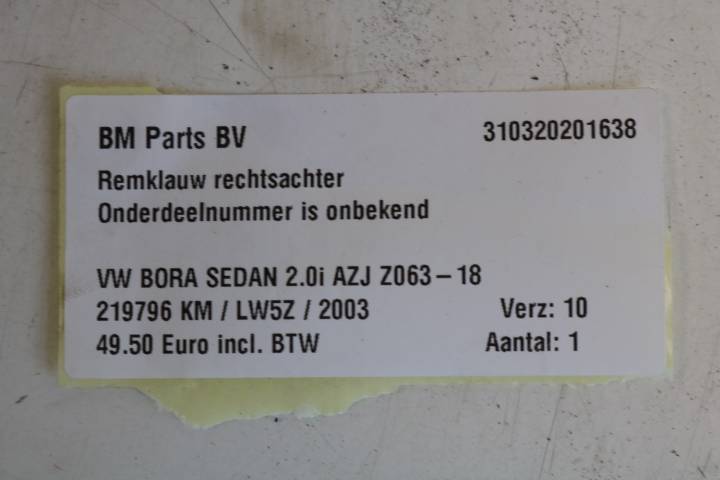 BM Parts BV 310320201638
Remklauw rechtsachter
Onderdeelnummer is onbekend
VW BORA SEDAN 2.0i AZJ Z063-18
219796 KM / LW5Z / 2003 Verz: 10
49.50 Euro incl. BTW Aantal: 1